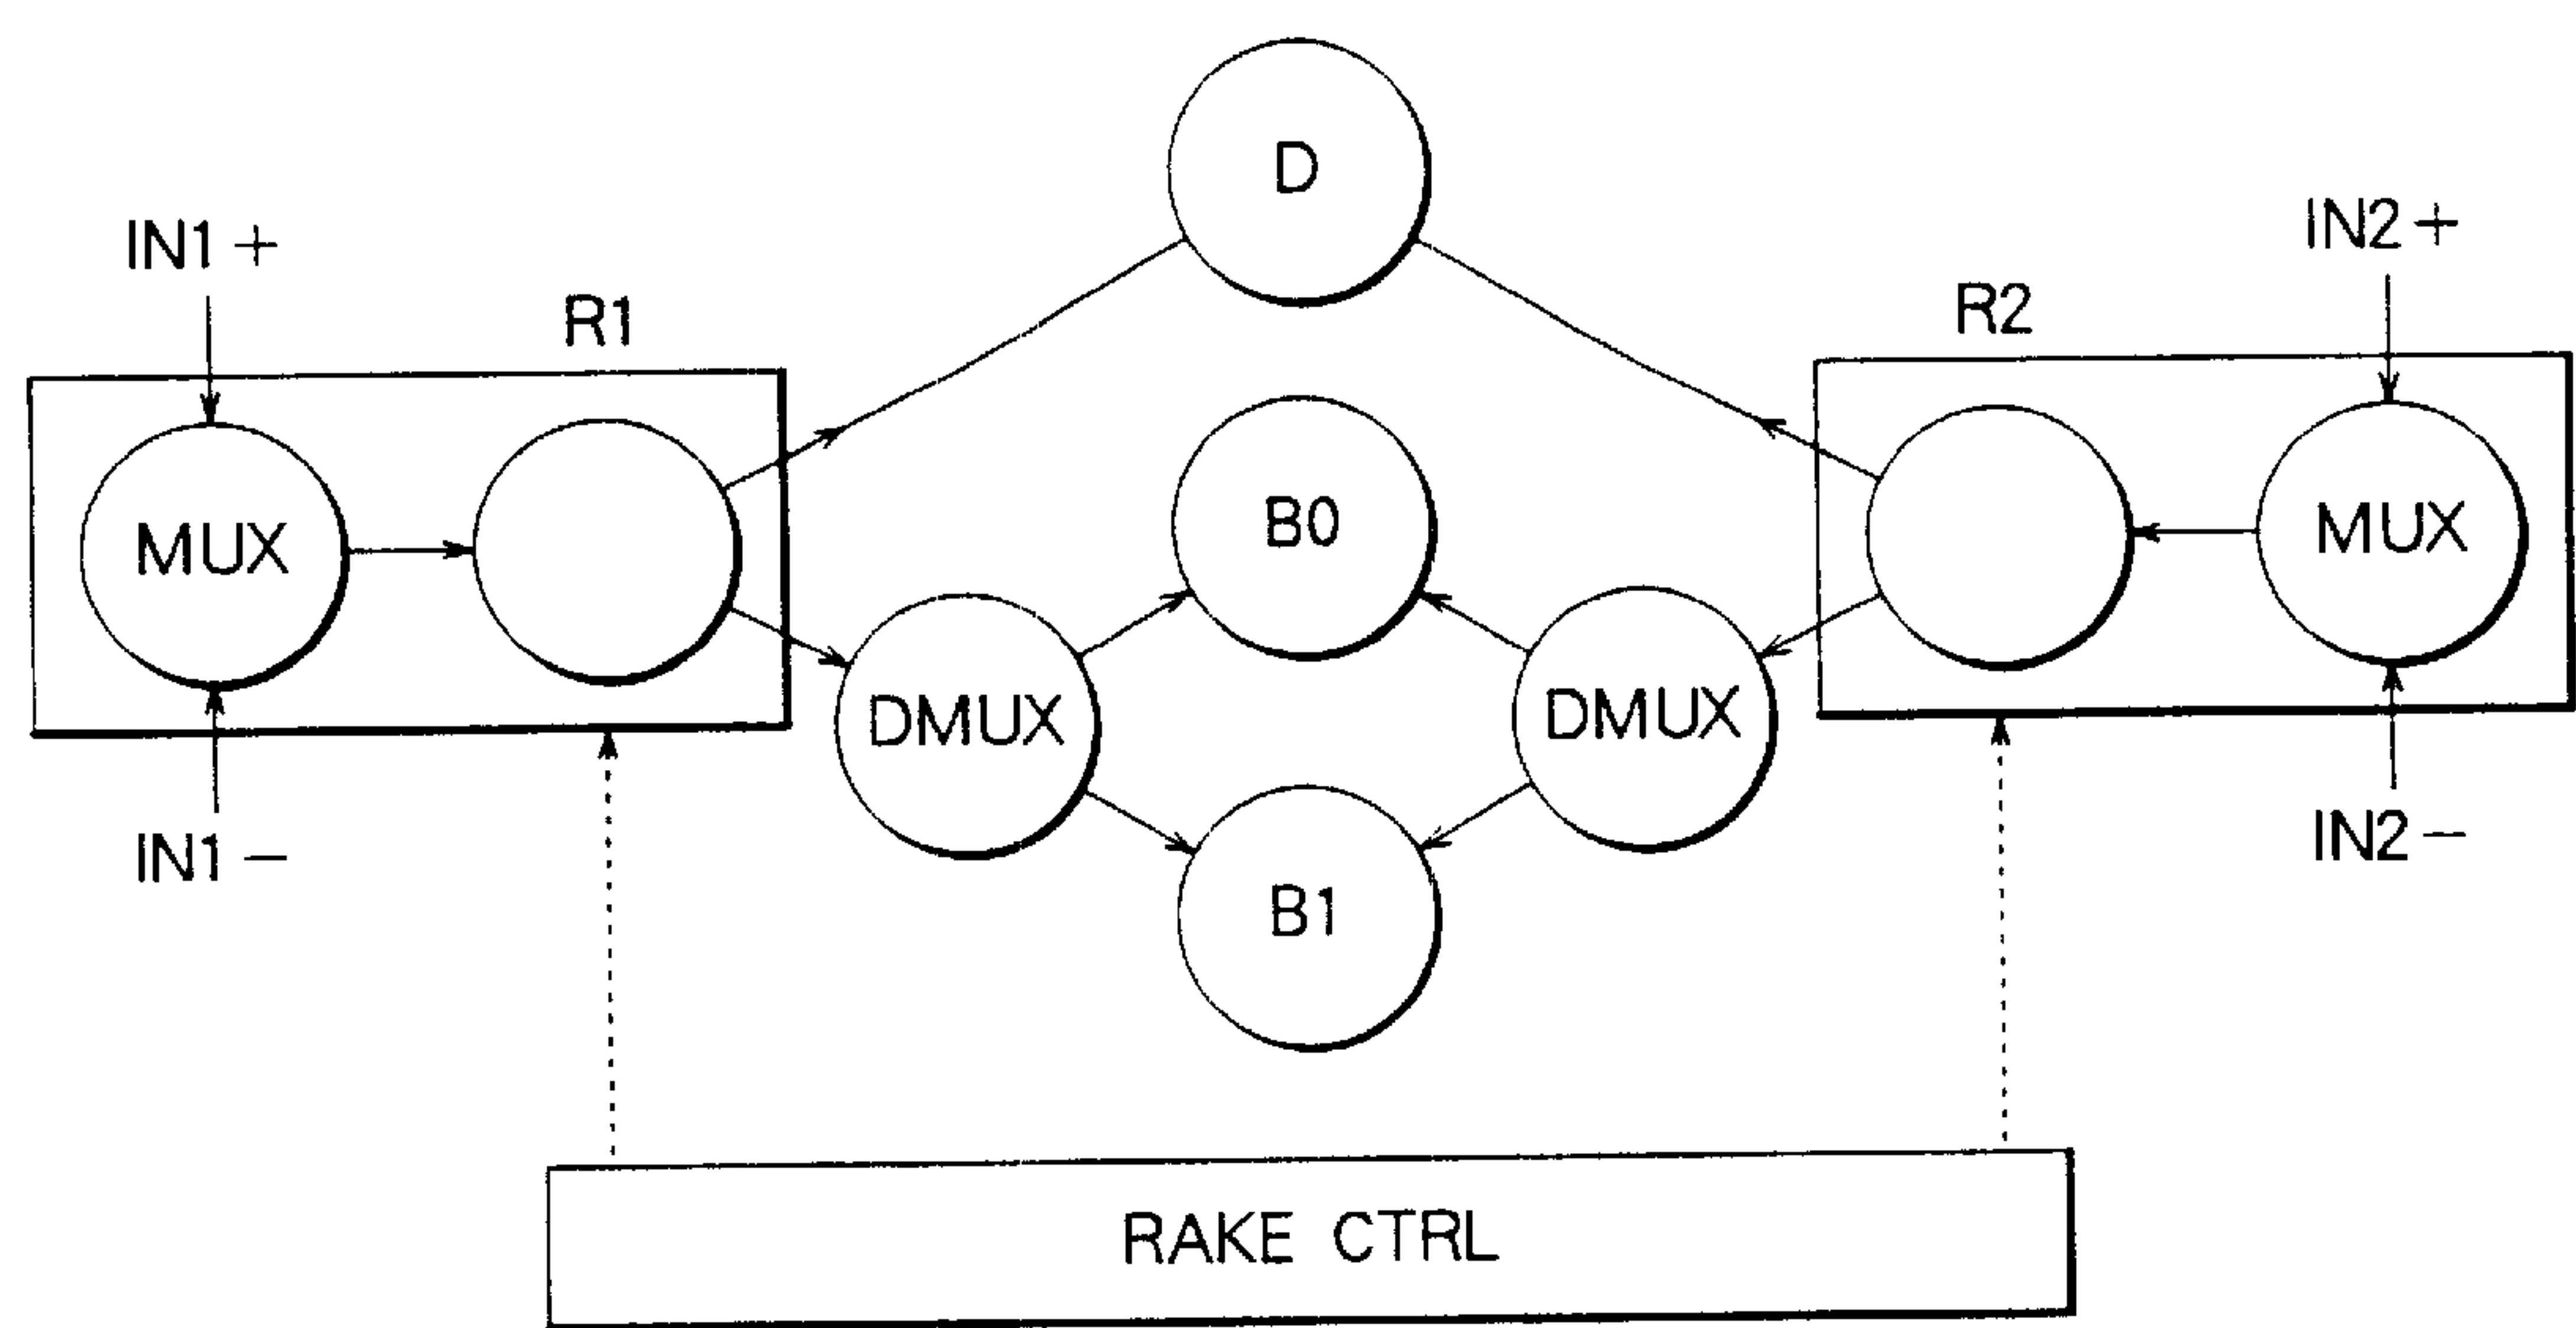 D
IN1+
IN2+
R1
R2
MUX
B0
MUX
DMUX
DMUX
IN1−
IN2−
B1
RAKE CTRL